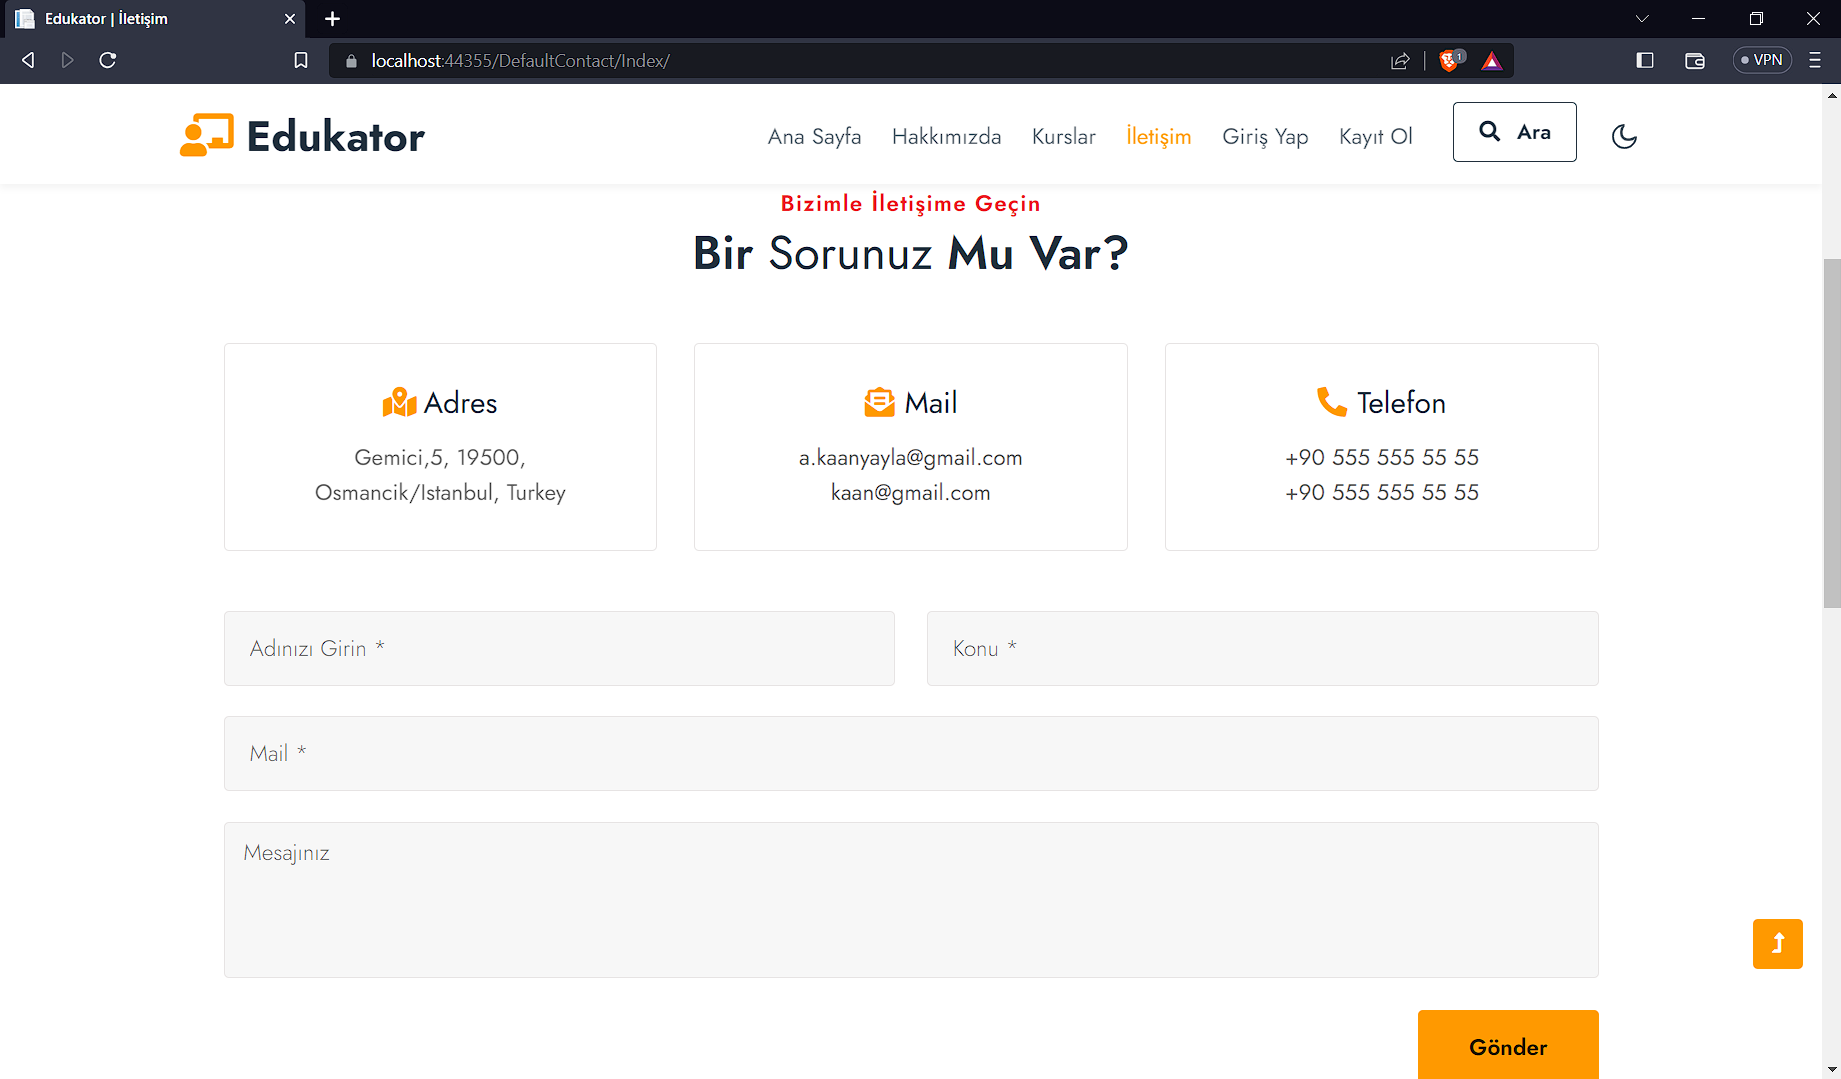 Edukator | İletişim
localhost:44355/DefaultContact/Index/
1
VPN
Edukator
Ana Sayfa
Hakkımızda
Kurslar
İletişim
Giriş Yap
Kayıt Ol
Ara
Bizimle İletişime Geçin
Bir Sorunuz Mu Var?
Adres
Gemici,5, 19500,
Osmancik/Istanbul, Turkey
Mail
a.kaanyayla@gmail.com
kaan@gmail.com
Telefon
+90 555 555 55 55
+90 555 555 55 55
Adınızı Girin *
Konu *
Mail *
Mesajınız
Gönder